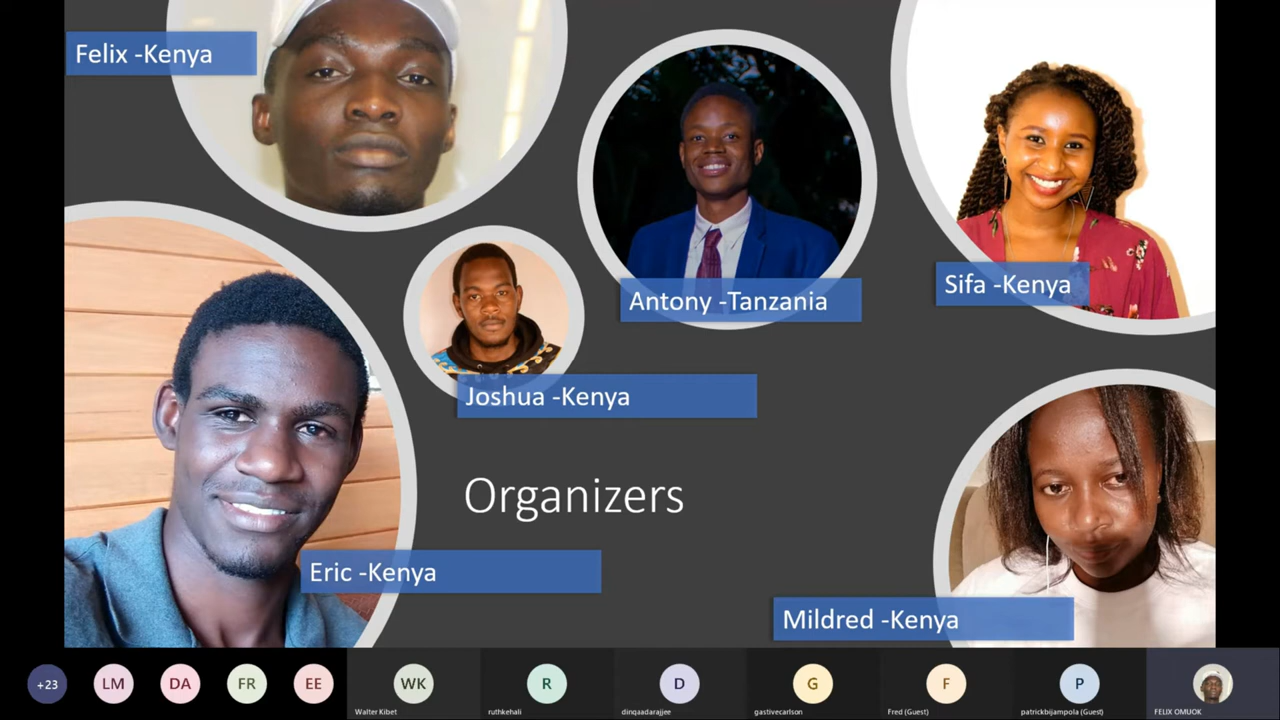 Felix -Kenya
Antony -Tanzania
Sifa -Kenya
Joshua -Kenya
Organizers
Eric -Kenya
Mildred -Kenya
+23
LM
DA
FR
EE
WK
R
D
G
F
P
Walter Kibet
ruthkehali
dinqadarajjee
gastivecarlson
Fred (Guest)
patrickbijampola (Guest)
FELIX OMUOK